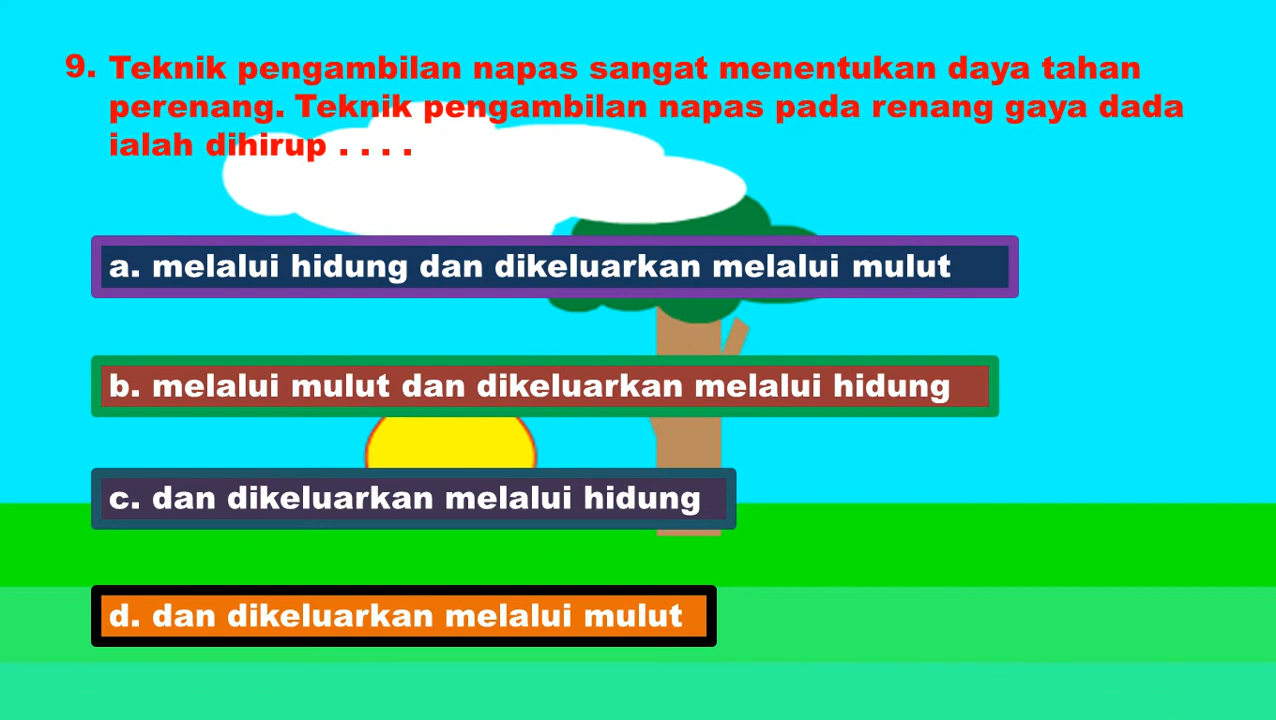 9. Teknik pengambilan napas sangat menentukan daya tahan
perenang. Teknik pengambilan napas pada renang gaya dada
ialah dihirup . . . .
a. melalui hidung dan dikeluarkan melalui mulut
b. melalui mulut dan dikeluarkan melalui hidung
c. dan dikeluarkan melalui hidung
d. dan dikeluarkan melalui mulut